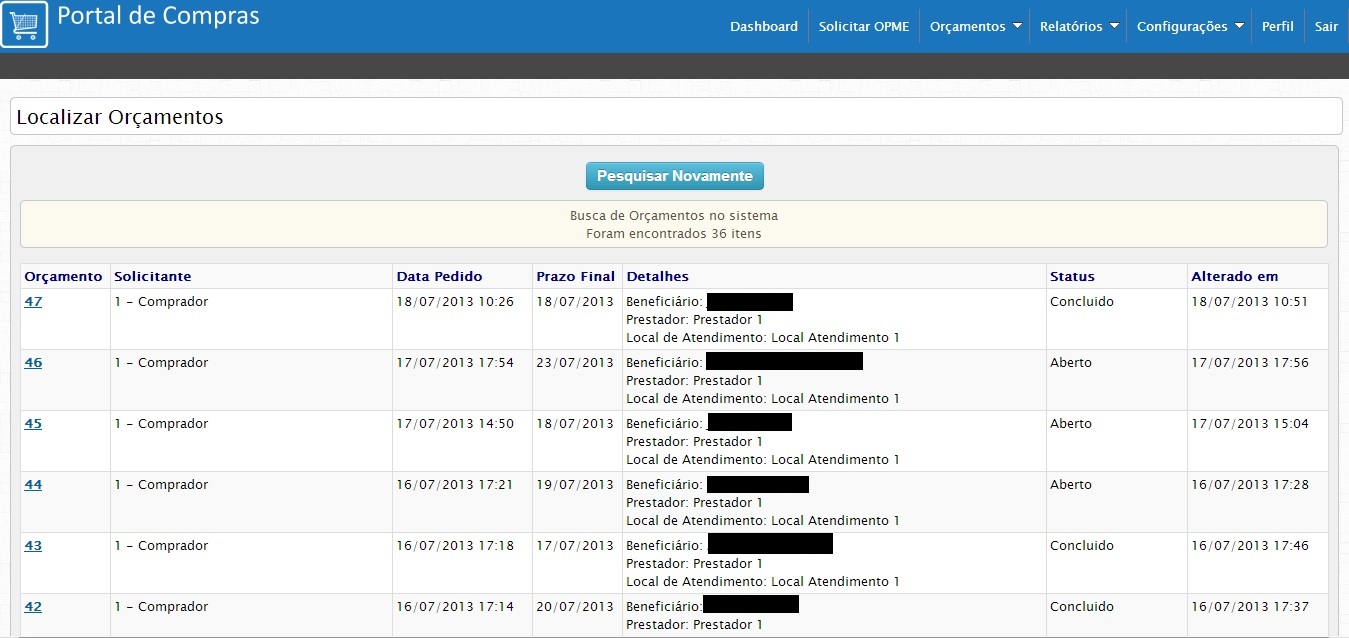 Portal de Compras
Dashboard Solicitar OPME Orçamentos Relatórios Configurações Perfil Sair
Localizar Orçamentos
Pesquisar Novamente
Busca de Orçamentos no sistema
Foram encontrados 36 itens
Orçamento Solicitante Data Pedido Prazo Final Detalhes Status Alterado em
47 1 - Comprador 18/07/2013 10:26 18/07/2013 Beneficiário: Concluido 18/07/2013 10:51
Prestador: Prestador 1
Local de Atendimento: Local Atendimento 1
46 1 - Comprador 17/07/2013 17:54 23/07/2013 Beneficiário: Aberto 17/07/2013 17:56
Prestador: Prestador 1
Local de Atendimento: Local Atendimento 1
45 1 - Comprador 17/07/2013 14:50 18/07/2013 Beneficiário: Aberto 17/07/2013 15:04
Prestador: Prestador 1
Local de Atendimento: Local Atendimento 1
44 1 - Comprador 16/07/2013 17:21 19/07/2013 Beneficiário: Aberto 16/07/2013 17:28
Prestador: Prestador 1
Local de Atendimento: Local Atendimento 1
43 1 - Comprador 16/07/2013 17:18 17/07/2013 Beneficiário: Concluido 16/07/2013 17:46
Prestador: Prestador 1
Local de Atendimento: Local Atendimento 1
42 1 - Comprador 16/07/2013 17:14 20/07/2013 Beneficiário: Concluido 16/07/2013 17:37
Prestador: Prestador 1